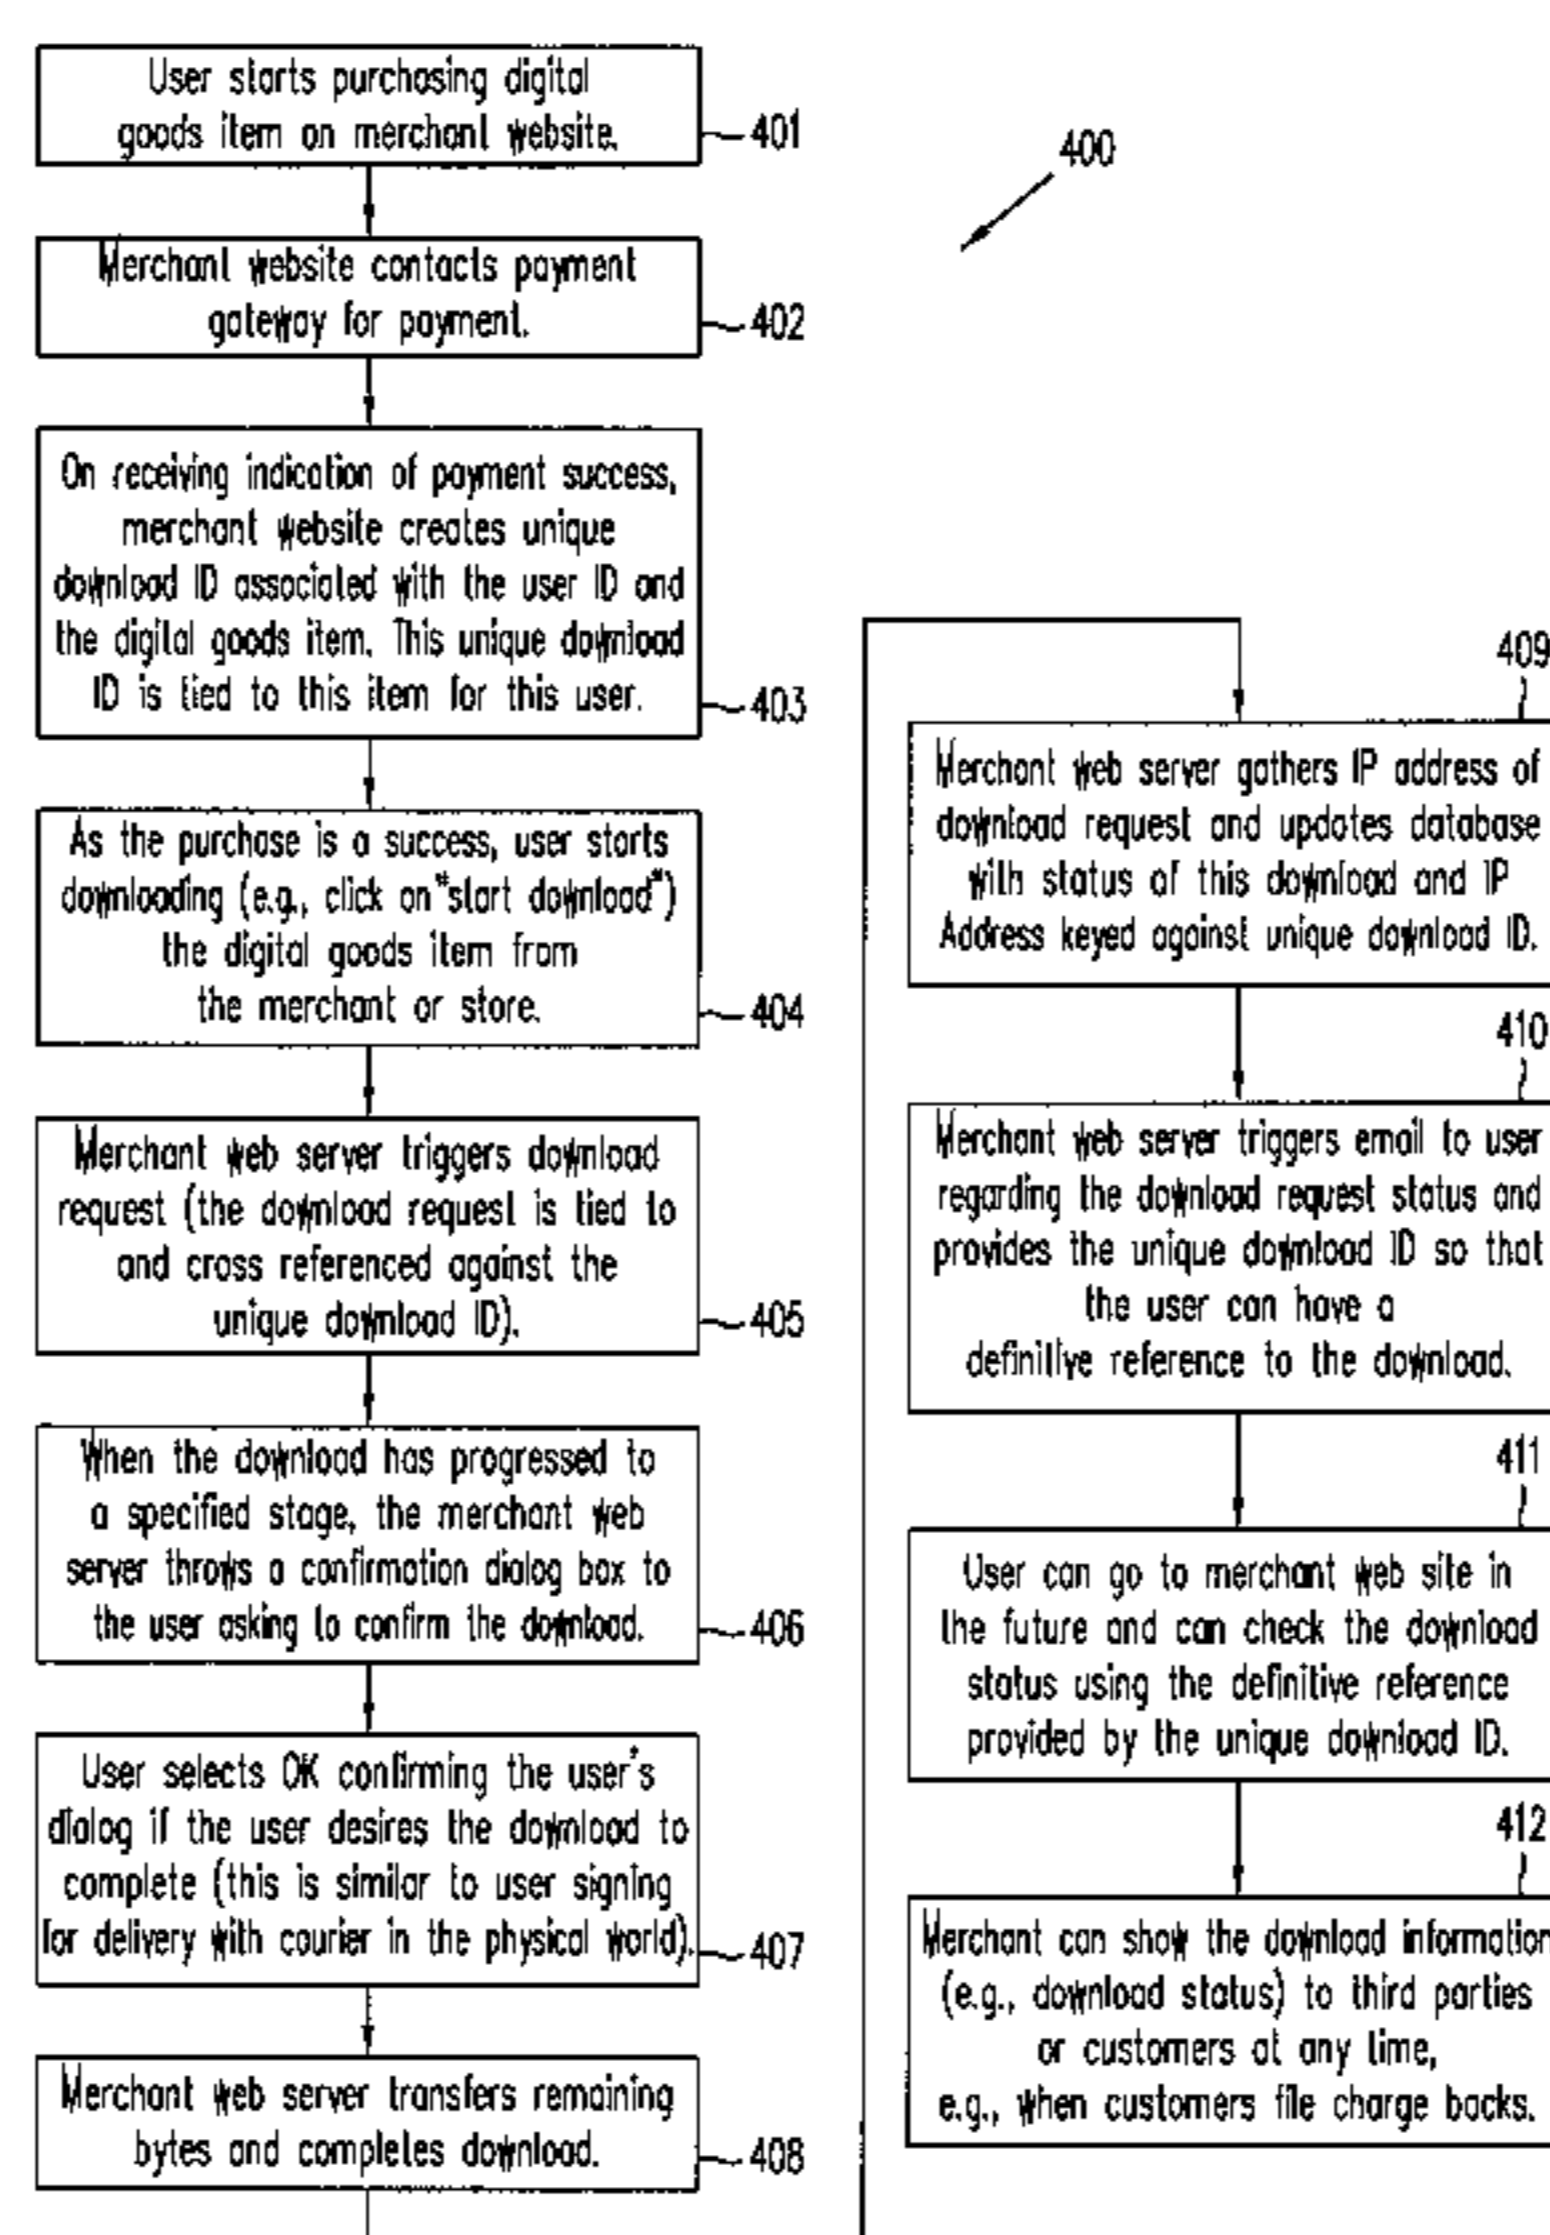 User starts purchasing digital
goods item on merchant website.
401
400
Merchant website contacts payment
gateway for payment.
402
On receiving indication of payment success,
merchant website creates unique
download ID associated with the user ID and
the digital goods item. This unique download
ID is tied to this item for this user.
403
As the purchase is a success, user starts
downloading (e.g., click on "start download")
the digital goods item from
the merchant or store.
404
Merchant web server triggers download
request (the download request is tied to
and cross referenced against the
unique download ID).
405
When the download has progressed to
a specified stage, the merchant web
server throws a confirmation dialog box to
the user asking to confirm the download.
406
User selects OK confirming the user's
dialog if the user desires the download to
complete (this is similar to user signing
for delivery with courier in the physical world).
407
Merchant web server transfers remaining
bytes and completes download.
408
409
Merchant web server gathers IP address of
download request and updates database
with status of this download and IP
Address keyed against unique download ID.
410
Merchant web server triggers email to user
regarding the download request status and
provides the unique download ID so that
the user can have a
definitive reference to the download.
411
User can go to merchant web site in
the future and can check the download
status using the definitive reference
provided by the unique download ID.
412
Merchant can show the download information
(e.g., download status) to third parties
or customers at any time,
e.g., when customers file charge backs.